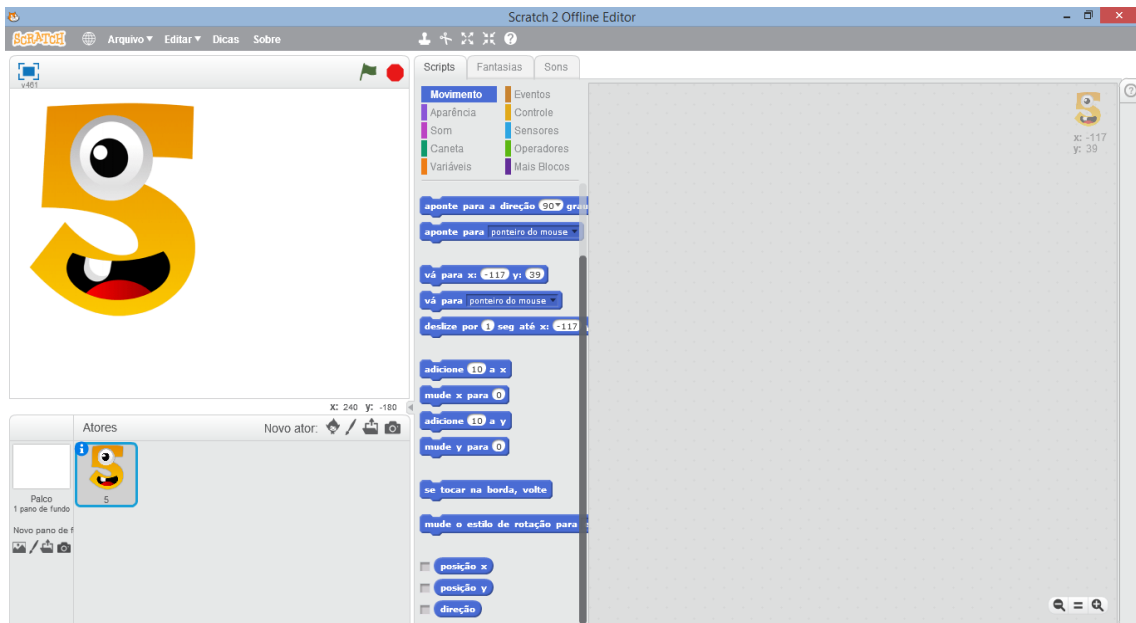 Scratch 2 Offline Editor
SCRATCH Arquivo▼ Editar▼ Dicas Sobre
v461
Scripts Fantasias Sons
Movimento Eventos
Aparência Controle
Som Sensores
Caneta Operadores
Variáveis Mais Blocos
x: -117
y: 39
aponte para a direção 90▼ grau
aponte para ponteiro do mouse
vá para x: -117 y: 39
vá para ponteiro do mouse
deslize por 1 seg até x: -117
adicione 10 a x
mude x para 0
adicione 10 a y
mude y para 0
se tocar na borda, volte
mude o estilo de rotação para
posição x
posição y
direção
X: 240 y: -180
Atores Novo ator:
5
Palco
1 pano de fundo
Novo pano de f